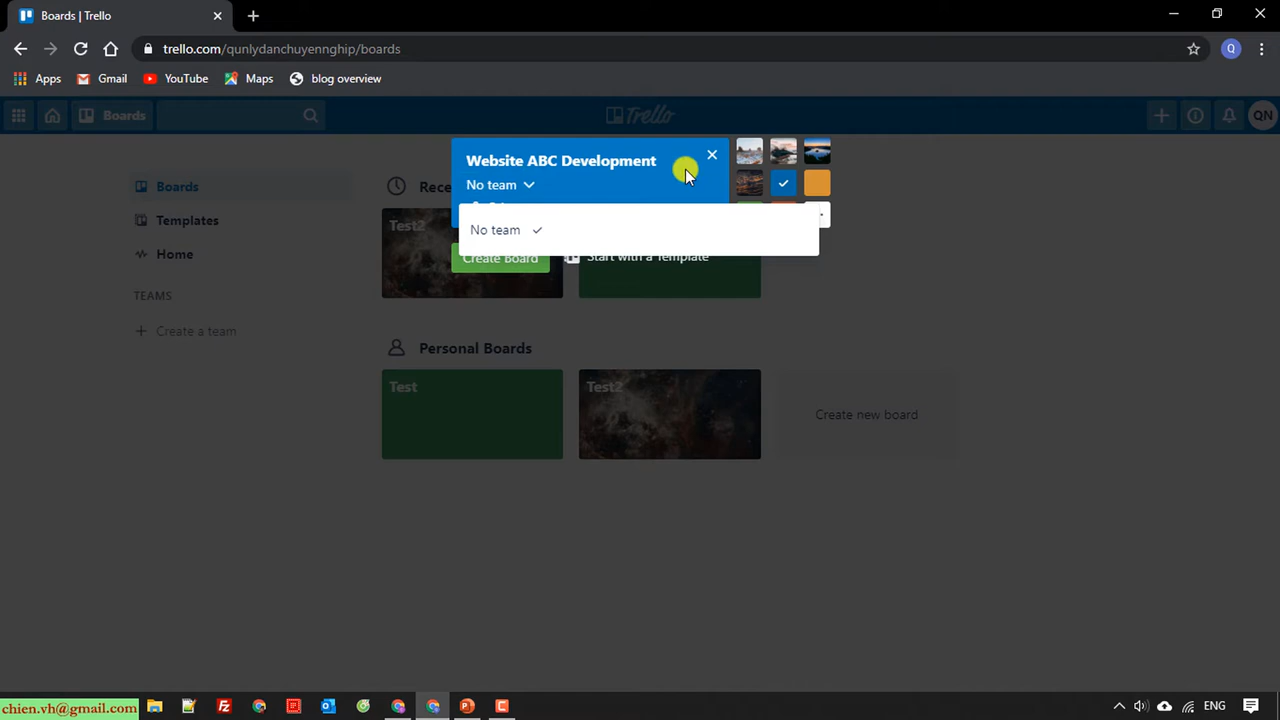 Boards | Trello
trello.com/qunlydanchuyennghip/boards
Q
Apps
Gmail
YouTube
Maps
blog overview
Boards
Trello
QN
Website ABC Development
No team
No team
Create Board
Start with a Template
Boards
Templates
Home
TEAMS
Create a team
Test2
Personal Boards
Test
Test2
Create new board
chien.vh@gmail.com
ENG